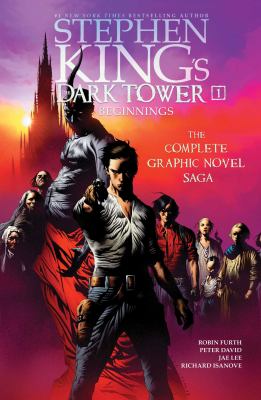 #1 NEW YORK TIMES BESTSELLING AUTHOR
STEPHEN
KING's
DARK TOWER 1
BEGINNINGS
THE
COMPLETE
GRAPHIC NOVEL
SAGA
ROBIN FURTH
PETER DAVID
JAE LEE
RICHARD ISANOVE